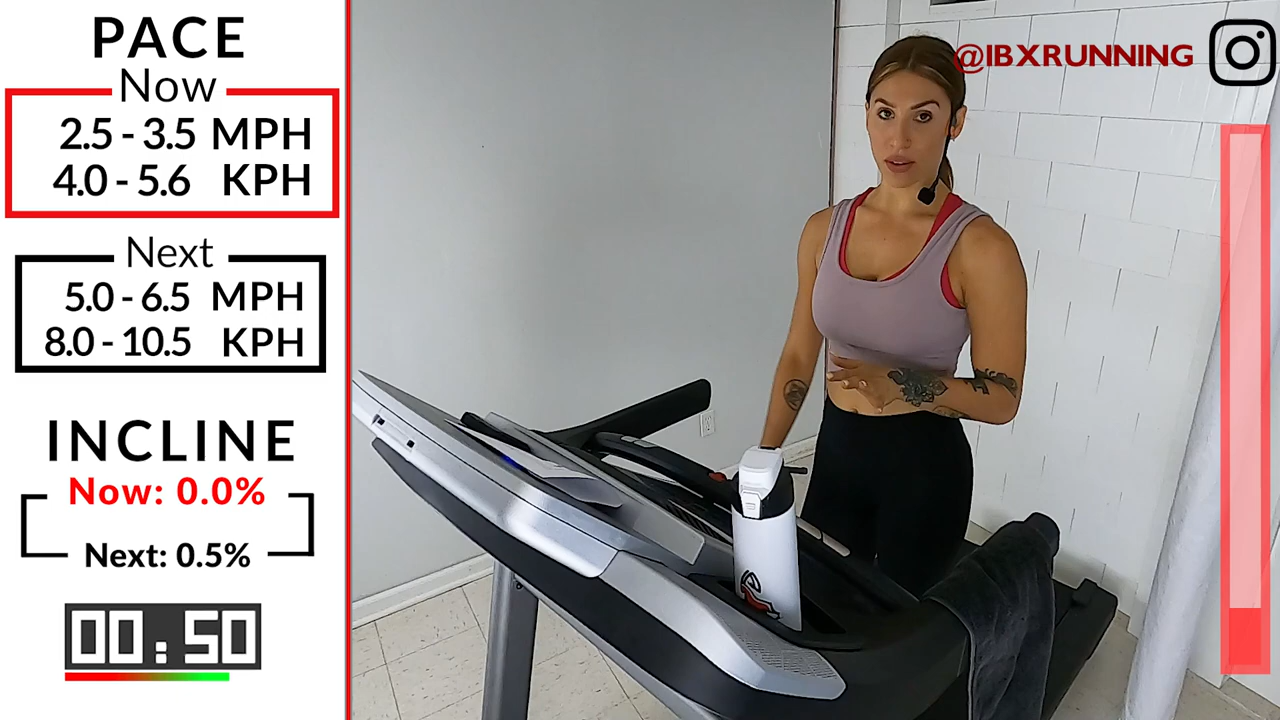 PACE
Now
2.5 - 3.5 MPH
4.0 - 5.6 KPH
Next
5.0 - 6.5 MPH
8.0 - 10.5 KPH
INCLINE
Now: 0.0%
Next: 0.5%
00:50
@IBXRUNNING